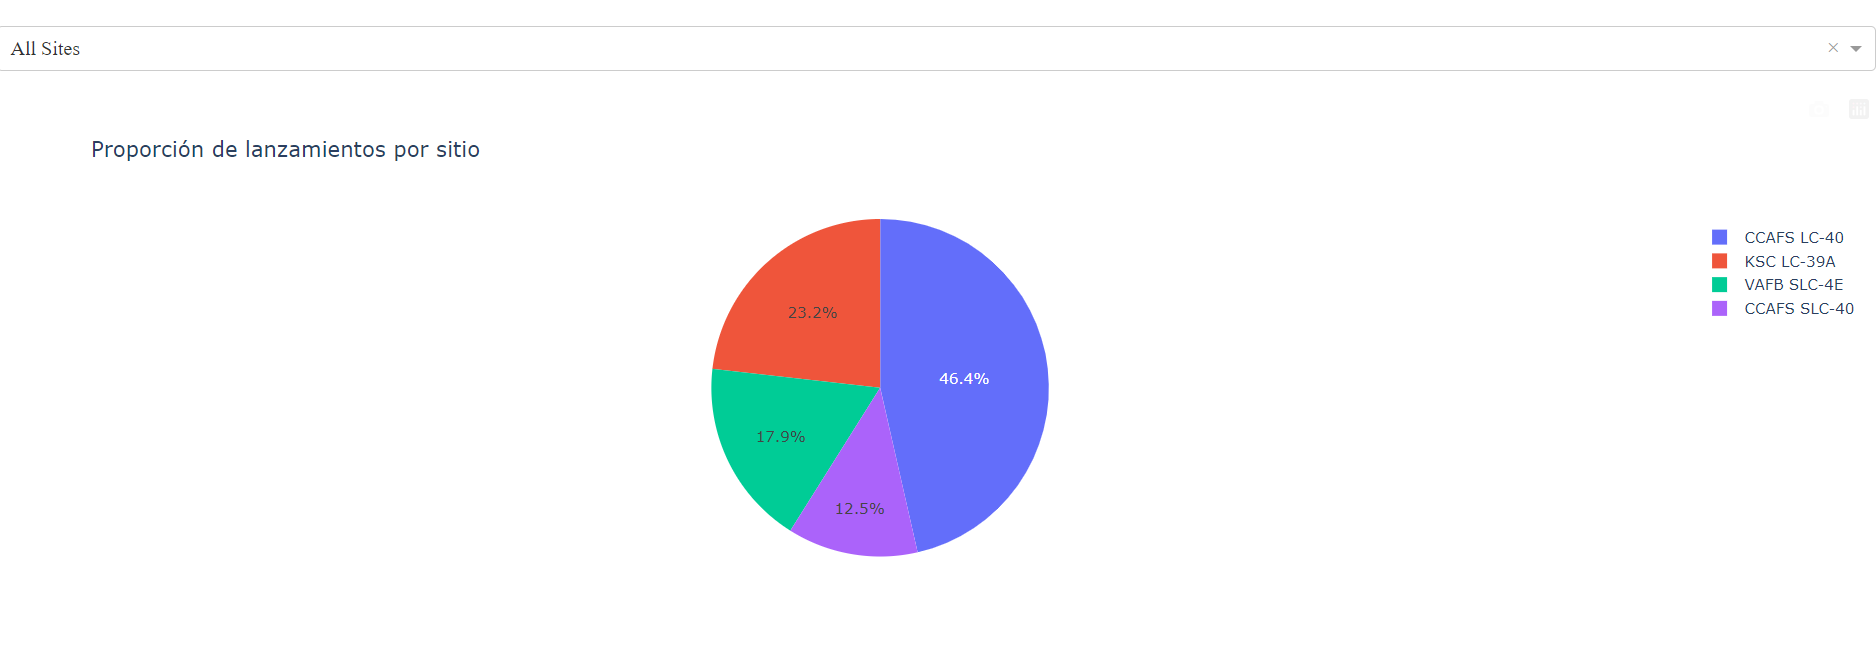 All Sites
Proporción de lanzamientos por sitio
CCAFS LC-40
KSC LC-39A
VAFB SLC-4E
CCAFS SLC-40
23.2%
46.4%
17.9%
12.5%